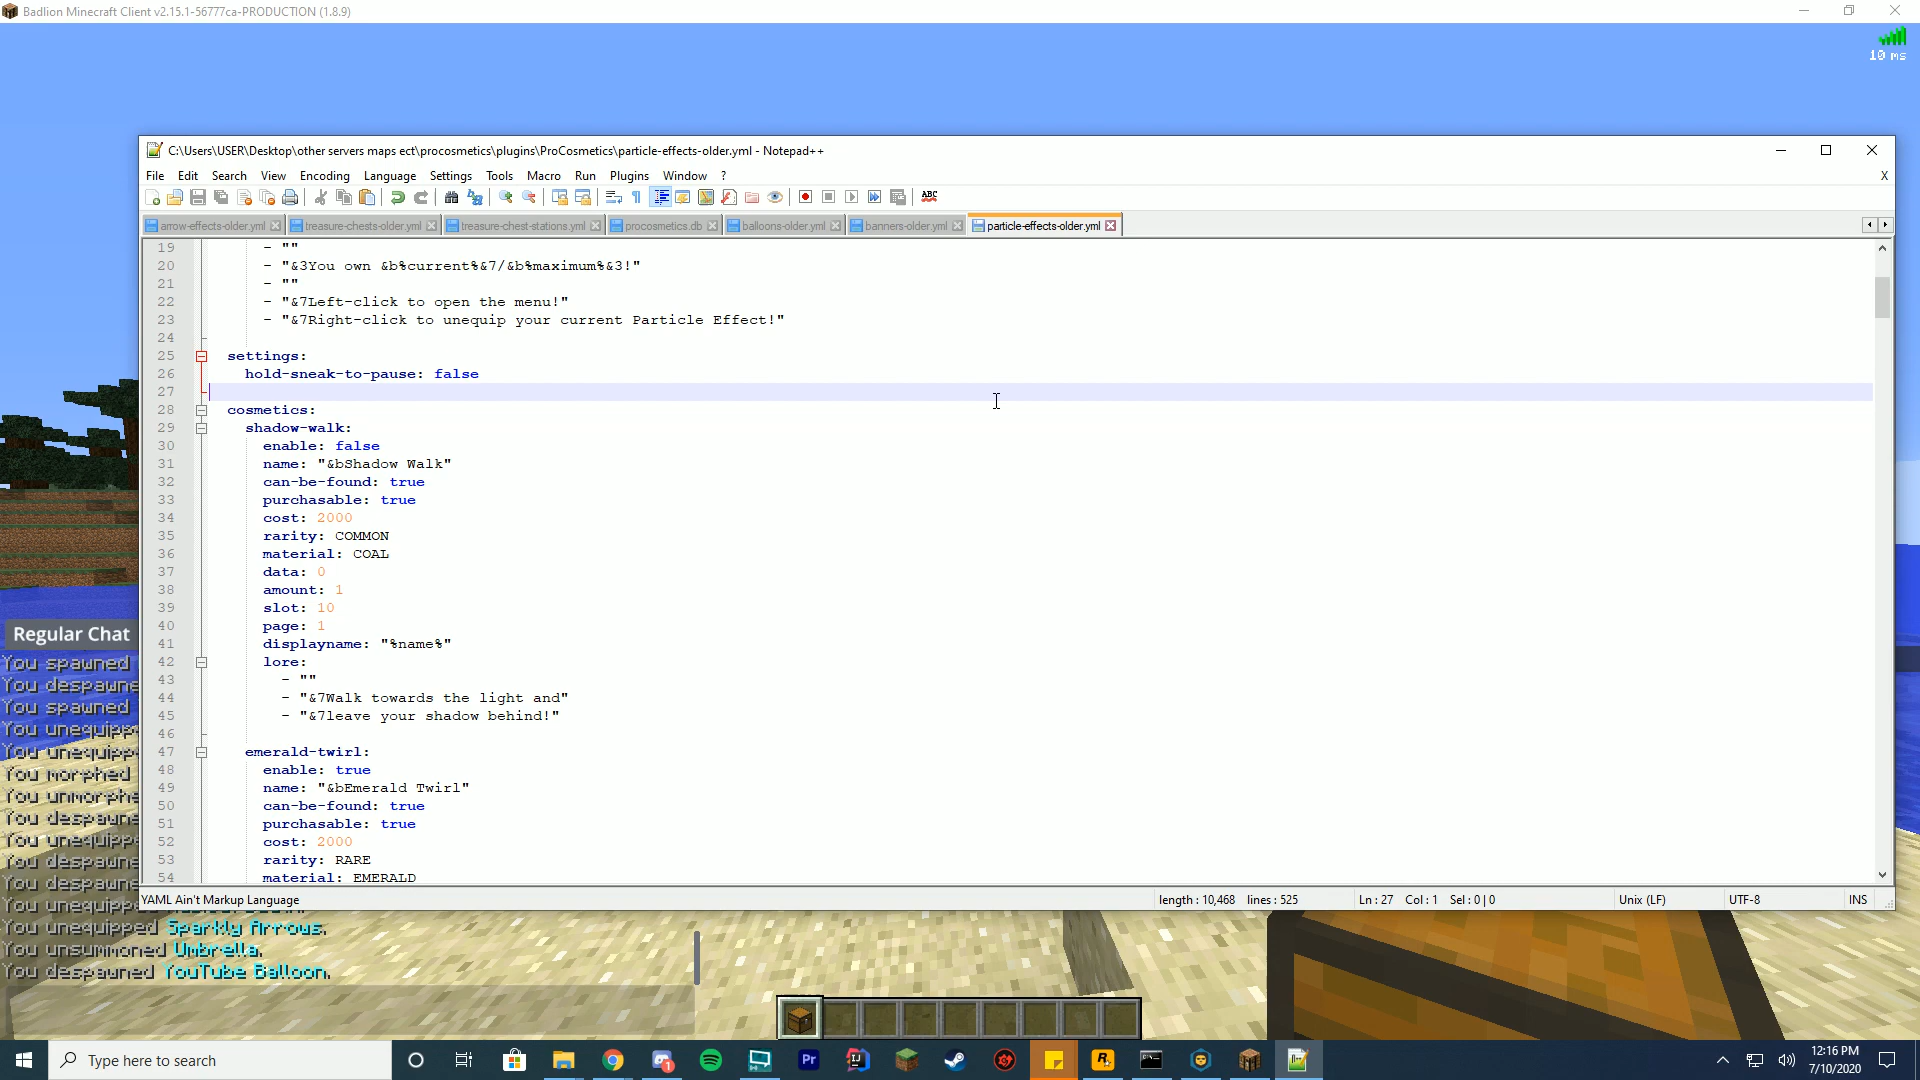 Badlion Minecraft Client v2.15.1-56777ca-PRODUCTION (1.8.9)
10 ms
C:\Users\USER\Desktop\other servers maps ect\procosmetics\plugins\ProCosmetics\particle-effects-older.yml - Notepad++
File Edit Search View Encoding Language Settings Tools Macro Run Plugins Window ? X
ABC
arrow-effects-older.yml treasure-chests-older.yml treasure-chest-stations.yml procosmetics.db balloons-older.yml banners-older.yml particle-effects-older.yml
19 - ""
20 - "&3You own &b%current%&7/&b%maximum%&3!"
21 - ""
22 - "&7Left-click to open the menu!"
23 - "&7Right-click to unequip your current Particle Effect!"
24
25 settings:
26 hold-sneak-to-pause: false
27
28 cosmetics:
29 shadow-walk:
30 enable: false
31 name: "&bShadow Walk"
32 can-be-found: true
33 purchasable: true
34 cost: 2000
35 rarity: COMMON
36 material: COAL
37 data: 0
38 amount: 1
39 slot: 10
40 page: 1
41 displayname: "%name%"
42 lore:
43 - ""
44 - "&7Walk towards the light and"
45 - "&7leave your shadow behind!"
46
47 emerald-twirl:
48 enable: true
49 name: "&bEmerald Twirl"
50 can-be-found: true
51 purchasable: true
52 cost: 2000
53 rarity: RARE
54 material: EMERALD
YAML Ain't Markup Language length : 10,468 lines : 525 Ln : 27 Col : 1 Sel : 0 | 0 Unix (LF) UTF-8 INS
Regular Chat
You spawned
You despawne
You spawned
You unequipp
You unequipp
You morphed
You unmorphe
You despawne
You unequipp
You despawne
You despawne
You unequippe
You unequipped Sparkly Arrows.
You unsummoned Umbrella.
You despawned YouTube Balloon.
Type here to search
1
Pr
IJ
R
12:16 PM
7/10/2020